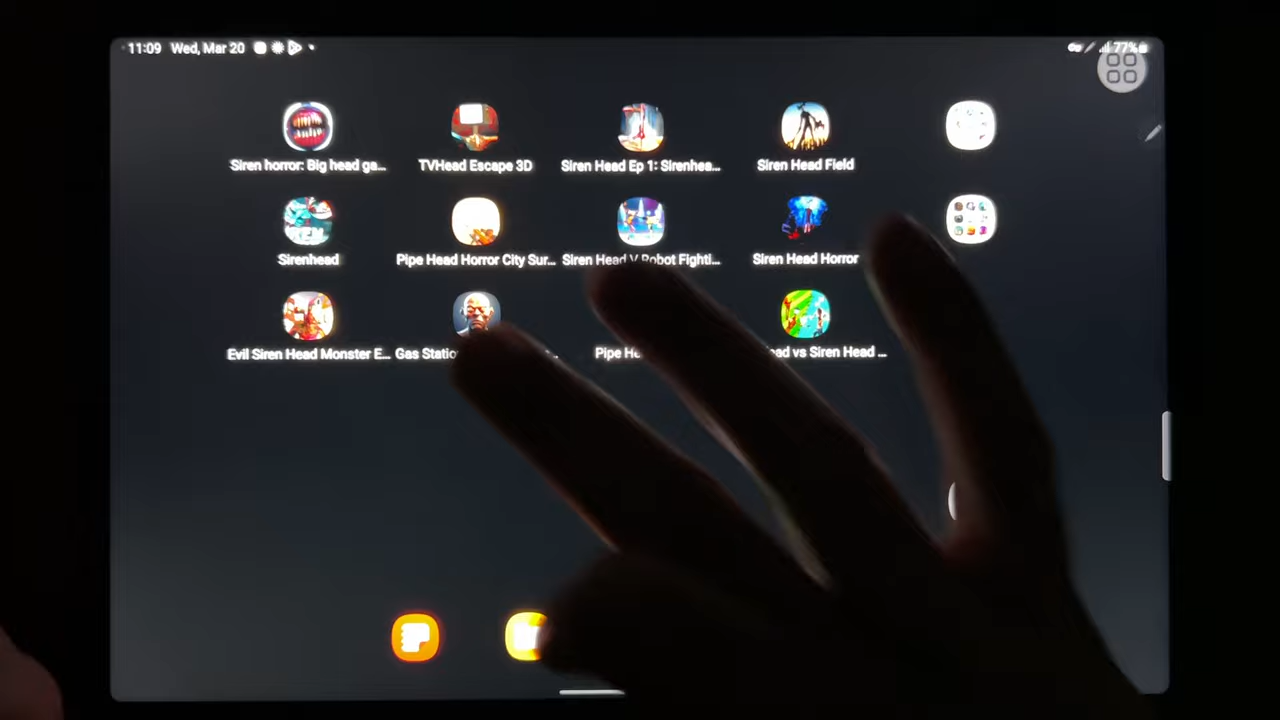 11:09 Wed, Mar 20
77%
Siren horror: Big head ga...
TVHead Escape 3D
Siren Head Ep 1: Sirenhea...
Siren Head Field
Sirenhead
Pipe Head Horror City Sur...
Siren Head V Robot Fighti...
Siren Head Horror
Evil Siren Head Monster E...
Gas Statio
Pipe He
ead vs Siren Head ...